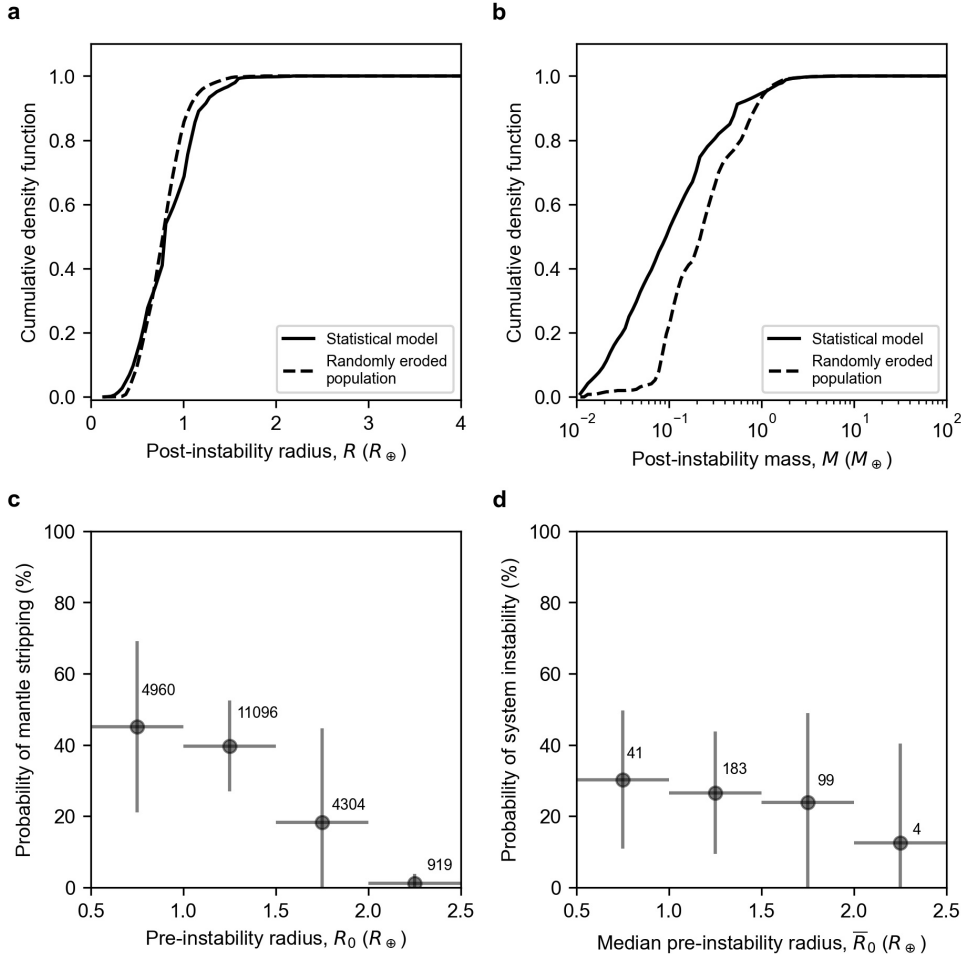 a
1.0
0.8
0.6
0.4
0.2
0.0
Cumulative density function
Statistical model
Randomly eroded
population
0 1 2 3 4
Post-instability radius, R (R⊕)
b
1.0
0.8
0.6
0.4
0.2
0.0
Cumulative density function
Statistical model
Randomly eroded
population
10⁻² 10⁻¹ 10⁰ 10¹ 10²
Post-instability mass, M (M⊕)
c
100
80
60
40
20
0
Probability of mantle stripping (%)
4960
11096
4304
919
0.5 1.0 1.5 2.0 2.5
Pre-instability radius, R₀ (R⊕)
d
100
80
60
40
20
0
Probability of system instability (%)
41
183
99
4
0.5 1.0 1.5 2.0 2.5
Median pre-instability radius, R̅₀ (R⊕)